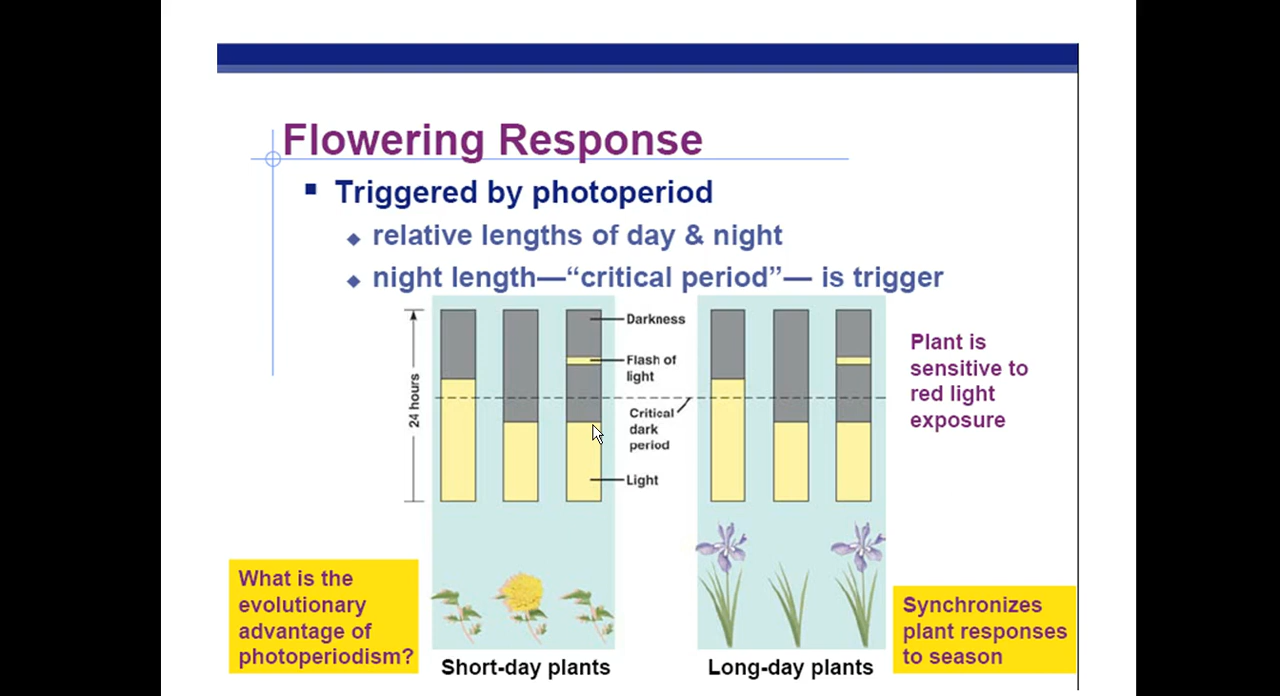 Flowering Response
Triggered by photoperiod
relative lengths of day & night
night length—“critical period”— is trigger
24 hours
Darkness
Flash of
light
Critical
dark
period
Light
Plant is
sensitive to
red light
exposure
What is the
evolutionary
advantage of
photoperiodism?
Short-day plants
Long-day plants
Synchronizes
plant responses
to season